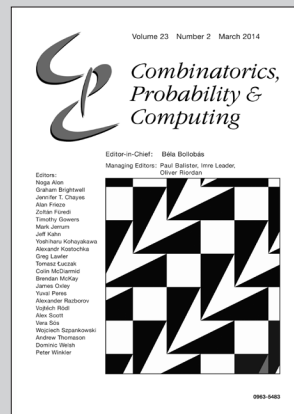 Volume 23 Number 2 March 2014
Combinatorics,
Probability &
Computing
Editor-in-Chief: Béla Bollobás
Managing Editors: Paul Balister, Imre Leader,
Oliver Riordan
Editors:
Noga Alon
Graham Brightwell
Jennifer T. Chayes
Alan Frieze
Zoltán Füredi
Timothy Gowers
Mark Jerrum
Jeff Kahn
Yoshiharu Kohayakawa
Alexandr Kostochka
Greg Lawler
Tomasz Łuczak
Colin McDiarmid
Brendan McKay
James Oxley
Yuval Peres
Alexander Razborov
Vojtěch Rödl
Alex Scott
Vera Sós
Wojciech Szpankowski
Andrew Thomason
Dominic Welsh
Peter Winkler
0963-5483